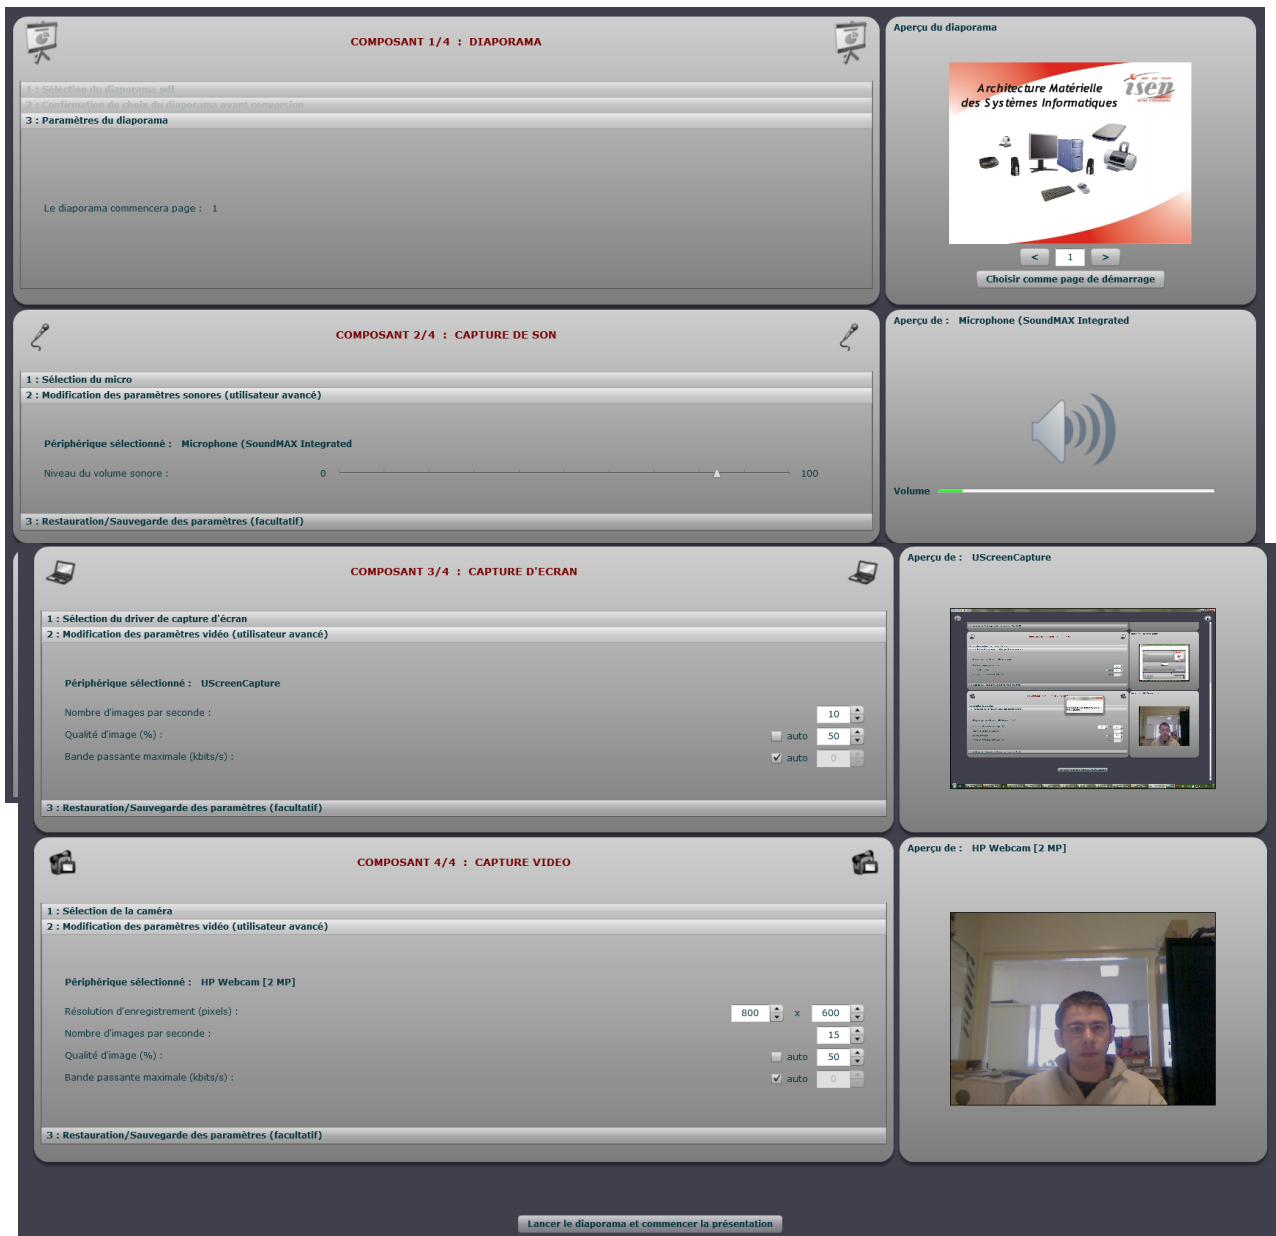 COMPOSANT 1/4 : DIAPORAMA
1 : Sélection du diaporama pdf
2 : Confirmation du choix du diaporama avant conversion
3 : Paramètres du diaporama
Le diaporama commencera page : 1
Aperçu du diaporama
Architecture Matérielle
des Systèmes Informatiques
isen
< 1 >
Choisir comme page de démarrage
COMPOSANT 2/4 : CAPTURE DE SON
1 : Sélection du micro
2 : Modification des paramètres sonores (utilisateur avancé)
Périphérique sélectionné : Microphone (SoundMAX Integrated
Niveau du volume sonore : 0 100
3 : Restauration/Sauvegarde des paramètres (facultatif)
Aperçu de : Microphone (SoundMAX Integrated
Volume
COMPOSANT 3/4 : CAPTURE D'ECRAN
1 : Sélection du driver de capture d'écran
2 : Modification des paramètres vidéo (utilisateur avancé)
Périphérique sélectionné : UScreenCapture
Nombre d'images par seconde : 10
Qualité d'image (%) : auto 50
Bande passante maximale (kbits/s) : auto 0
3 : Restauration/Sauvegarde des paramètres (facultatif)
Aperçu de : UScreenCapture
COMPOSANT 4/4 : CAPTURE VIDEO
1 : Sélection de la caméra
2 : Modification des paramètres vidéo (utilisateur avancé)
Périphérique sélectionné : HP Webcam [2 MP]
Résolution d'enregistrement (pixels) : 800 x 600
Nombre d'images par seconde : 15
Qualité d'image (%) : auto 50
Bande passante maximale (kbits/s) : auto 0
3 : Restauration/Sauvegarde des paramètres (facultatif)
Aperçu de : HP Webcam [2 MP]
Lancer le diaporama et commencer la présentation